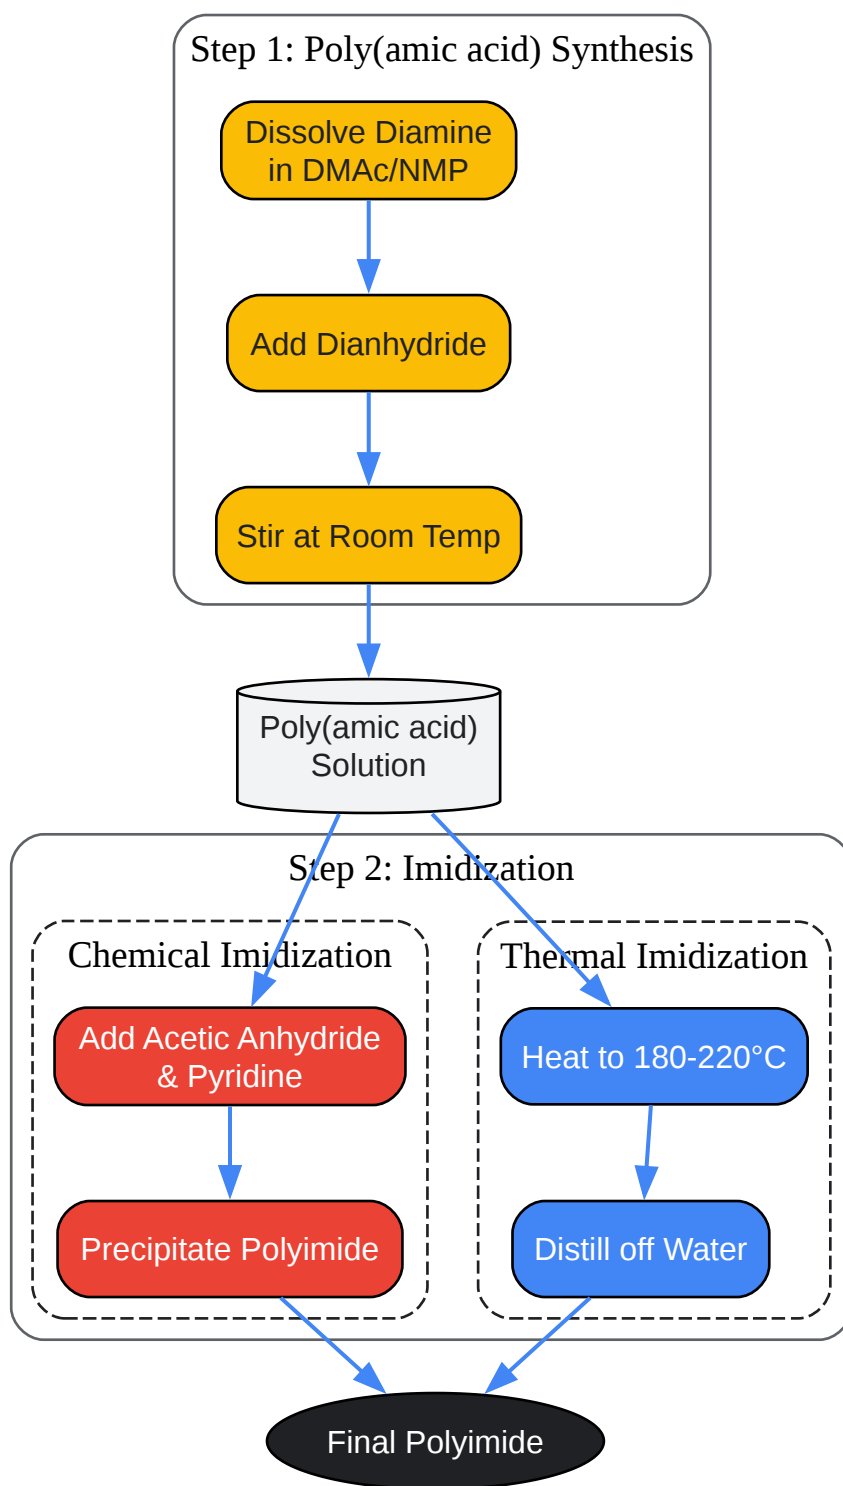 Step 1: Poly(amic acid) Synthesis
Dissolve Diamine
in DMAc/NMP
Add Dianhydride
Stir at Room Temp
Poly(amic acid)
Solution
Step 2: Imidization
Chemical Imidization
Add Acetic Anhydride
& Pyridine
Precipitate Polyimide
Thermal Imidization
Heat to 180-220°C
Distill off Water
Final Polyimide